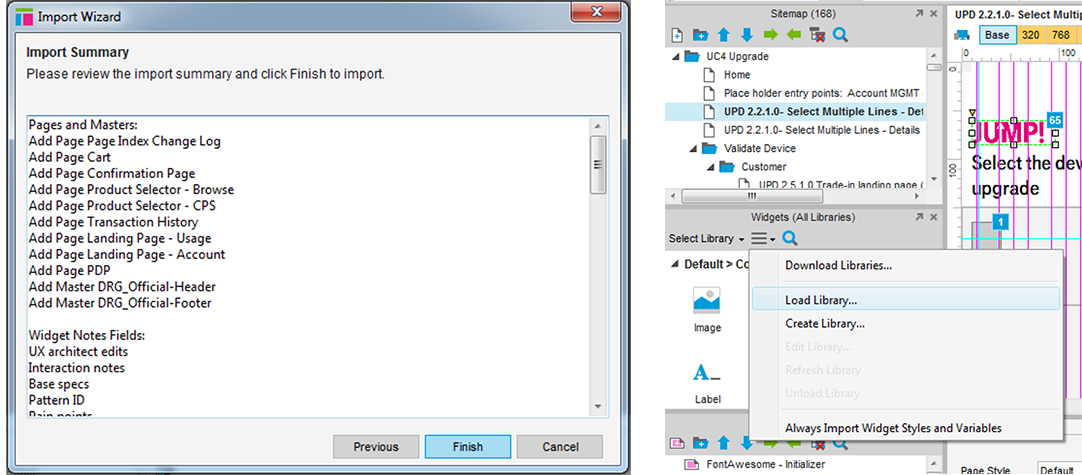 Import Wizard
Import Summary
Please review the import summary and click Finish to import.
Pages and Masters:
Add Page Page Index Change Log
Add Page Cart
Add Page Confirmation Page
Add Page Product Selector - Browse
Add Page Product Selector - CPS
Add Page Transaction History
Add Page Landing Page - Usage
Add Page Landing Page - Account
Add Page PDP
Add Master DRG_Official-Header
Add Master DRG_Official-Footer
Widget Notes Fields:
UX architect edits
Interaction notes
Base specs
Pattern ID
Pain points
Previous
Finish
Cancel
Sitemap (168)
UC4 Upgrade
Home
Place holder entry points: Account MGMT
UPD 2.2.1.0- Select Multiple Lines - Det
UPD 2.2.1.0- Select Multiple Lines - Details
Validate Device
Customer
UPD 2.5.1.0 Trade-in landing page (
Widgets (All Libraries)
Select Library
Default > Co
Image
Label
Download Libraries...
Load Library...
Create Library...
Edit Library...
Refresh Library
Unload Library
Always Import Widget Styles and Variables
FontAwesome - Initializer
UPD 2.2.1.0- Select Multip
Base 320 768
0 100
0
JUMP! 65
Select the dev
100
upgrade
1
Page Style Default